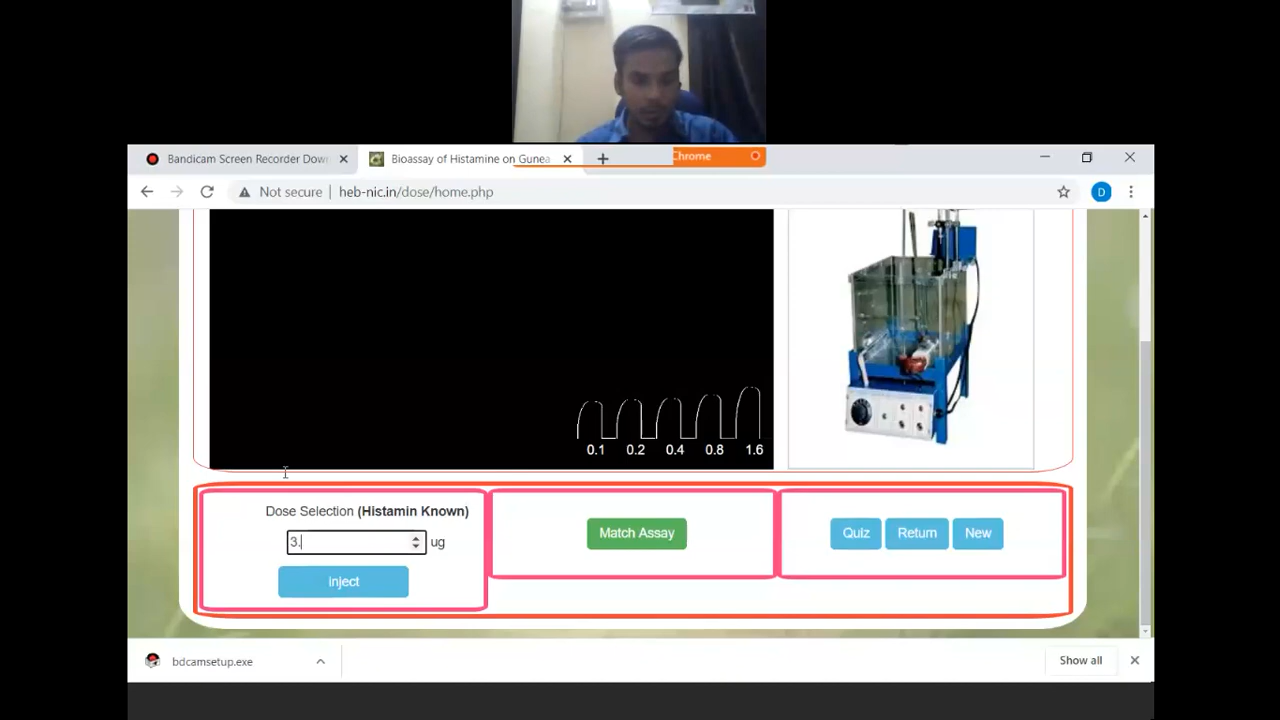 Bandicam Screen Recorder Dow
Bioassay of Histamine on Gunea
Chrome
Not secure | heb-nic.in/dose/home.php
D
0.1 0.2 0.4 0.8 1.6
Dose Selection (Histamin Known)
3. ug
inject
Match Assay
Quiz Return New
bdcamsetup.exe
Show all